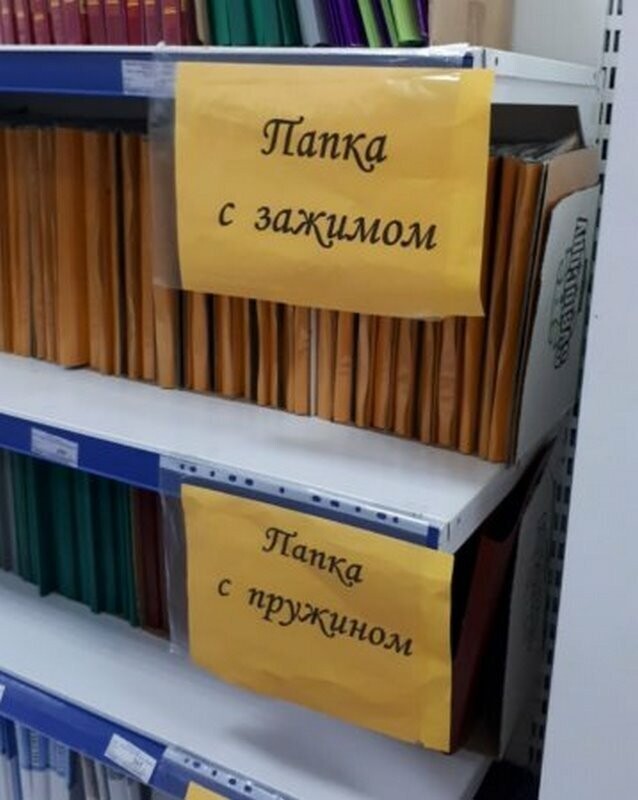 Папка
с зажимом
Папка
с пружином